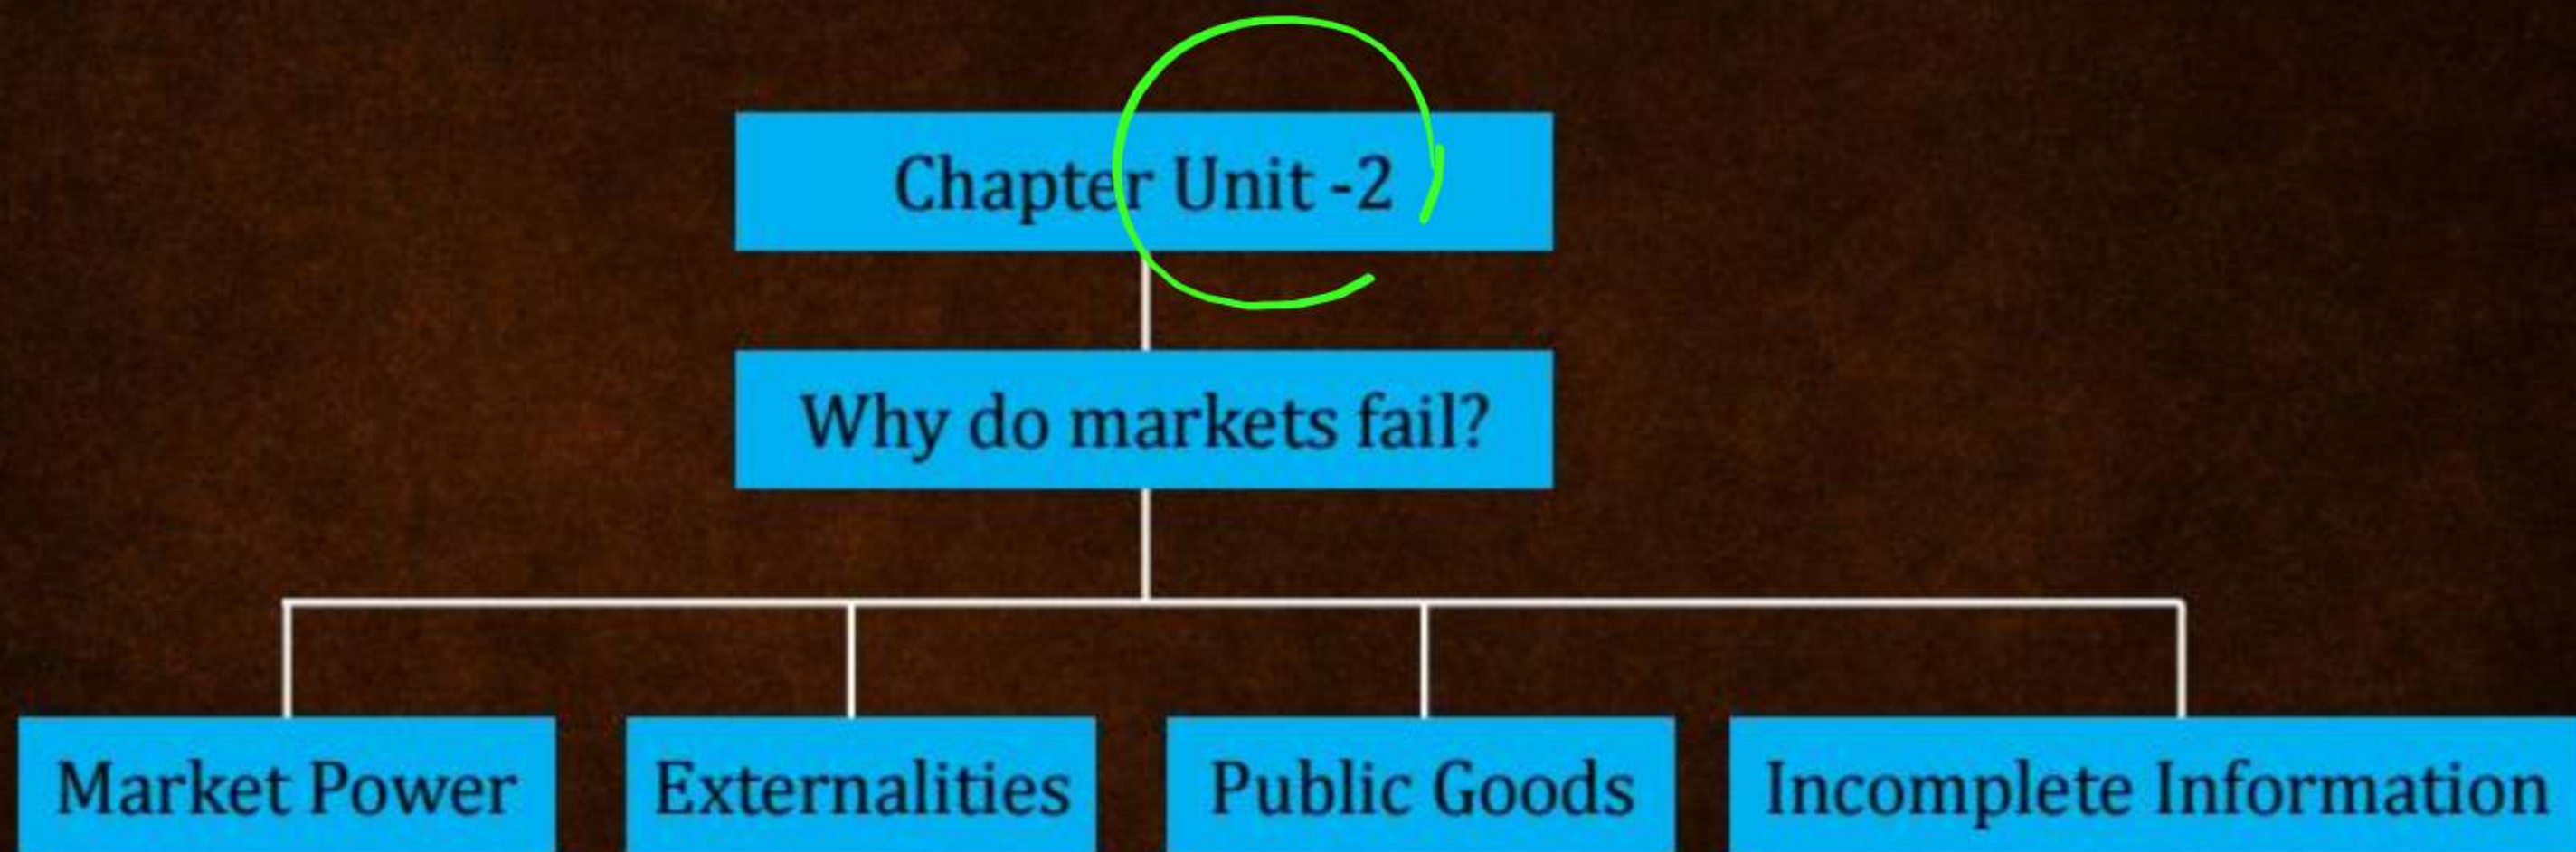 Chapter Unit -2
Why do markets fail?
Market Power
Externalities
Public Goods
Incomplete Information